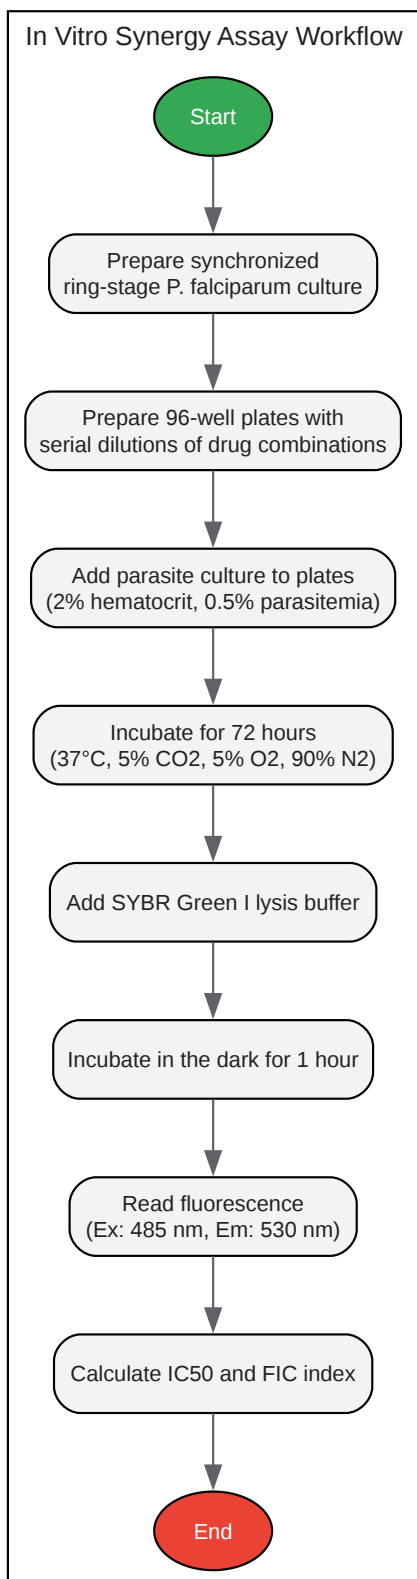 In Vitro Synergy Assay Workflow
Start
Prepare synchronized
ring-stage P. falciparum culture
Prepare 96-well plates with
serial dilutions of drug combinations
Add parasite culture to plates
(2% hematocrit, 0.5% parasitemia)
Incubate for 72 hours
(37°C, 5% CO2, 5% O2, 90% N2)
Add SYBR Green I lysis buffer
Incubate in the dark for 1 hour
Read fluorescence
(Ex: 485 nm, Em: 530 nm)
Calculate IC50 and FIC index
End